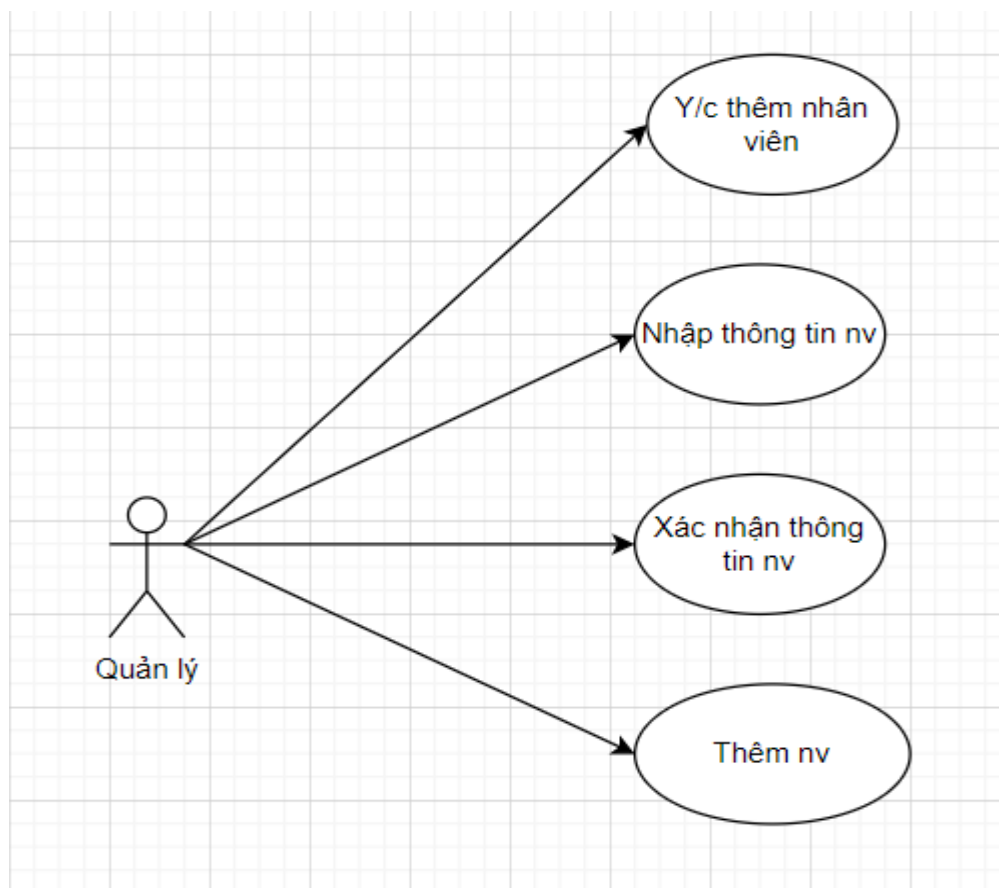 Y/c thêm nhân
viên
Nhập thông tin nv
Xác nhận thông
tin nv
Quản lý
Thêm nv